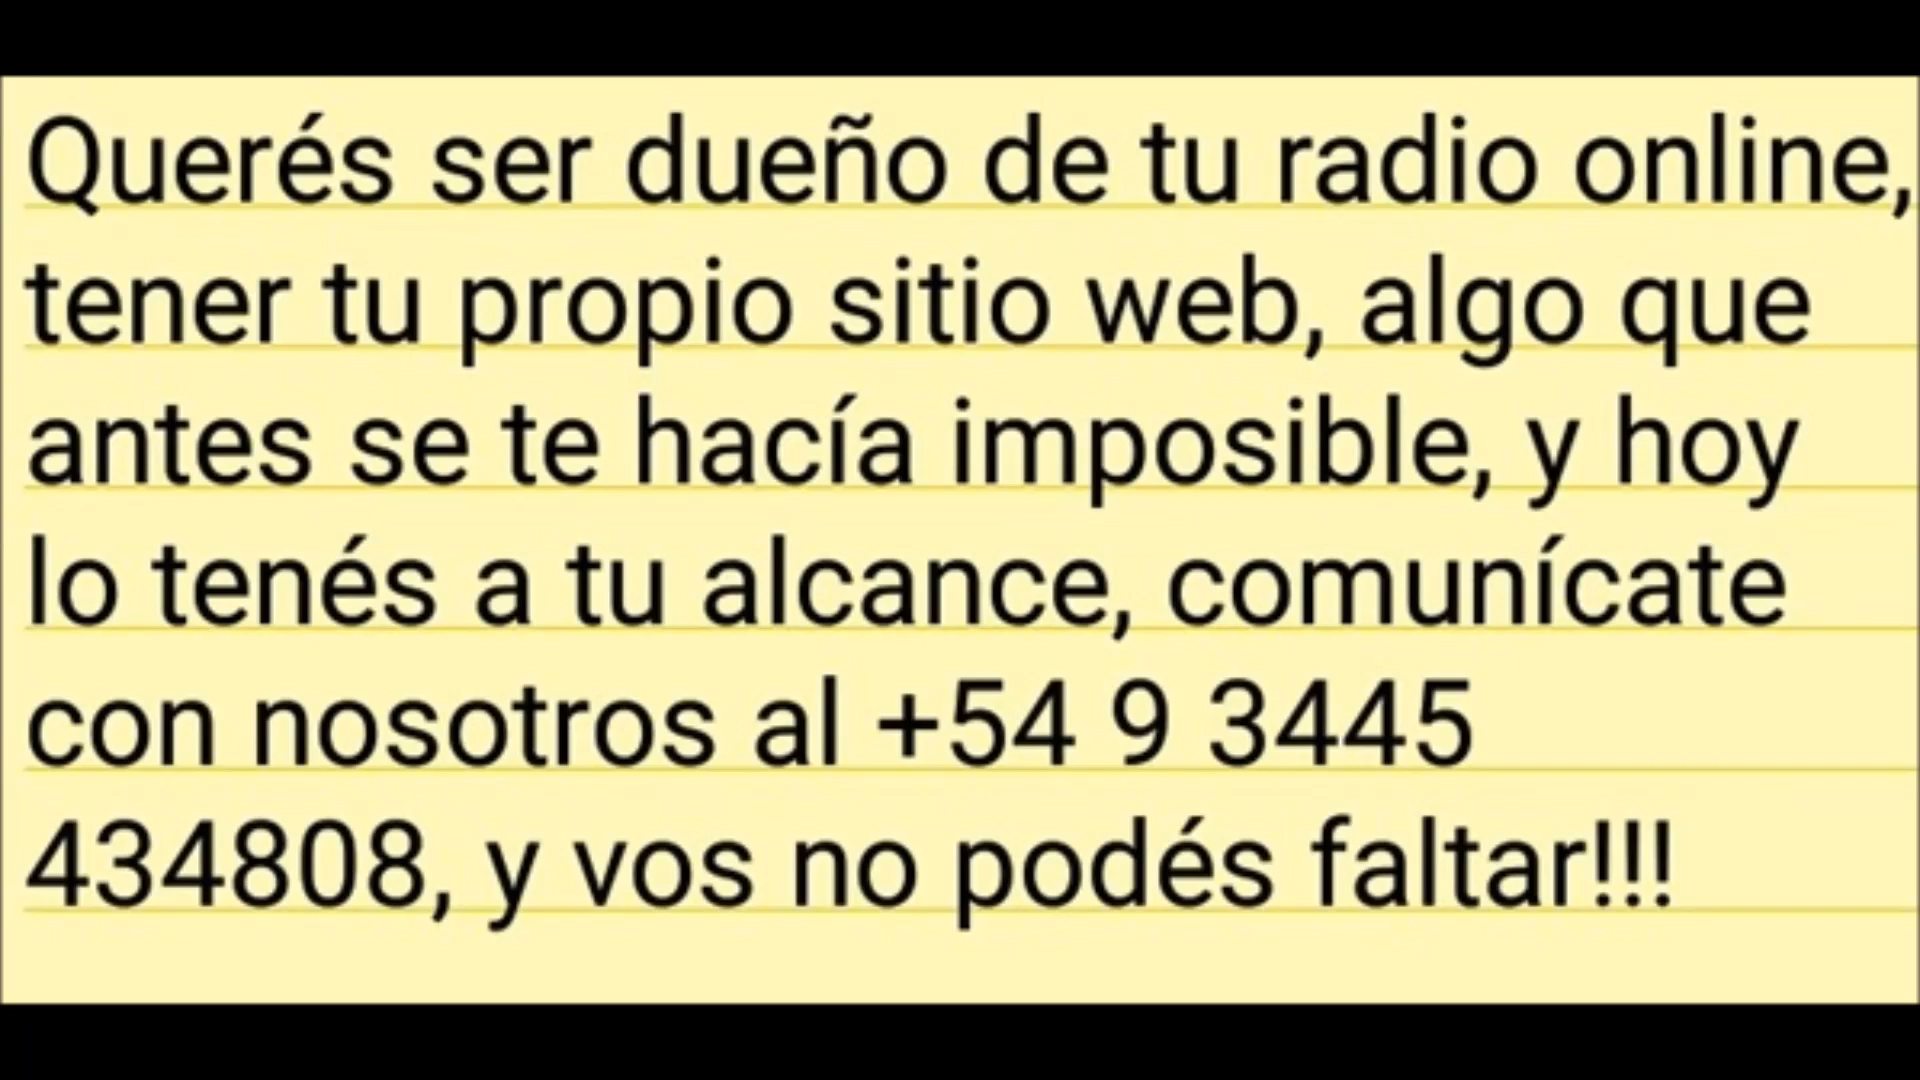 Querés ser dueño de tu radio online,
tener tu propio sitio web, algo que
antes se te hacía imposible, y hoy
lo tenés a tu alcance, comunícate
con nosotros al +54 9 3445
434808, y vos no podés faltar!!!